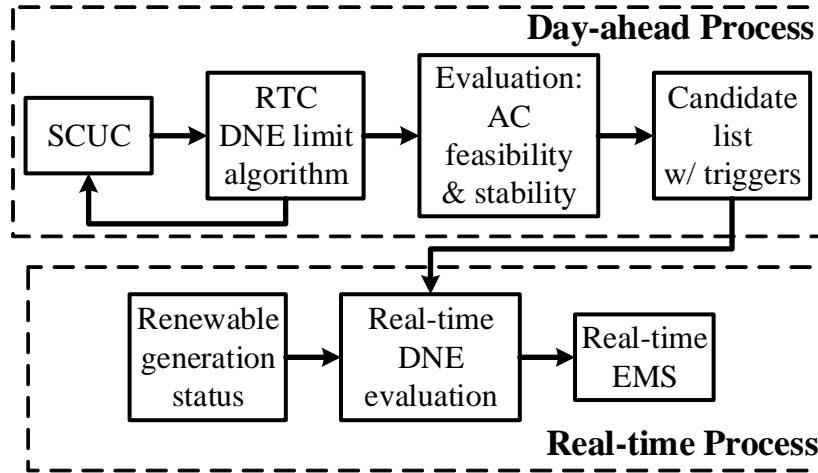 Day-ahead Process
SCUC
RTC
DNE limit
algorithm
Evaluation:
AC
feasibility
& stability
Candidate
list
w/ triggers
Renewable
generation
status
Real-time
DNE
evaluation
Real-time
EMS
Real-time Process